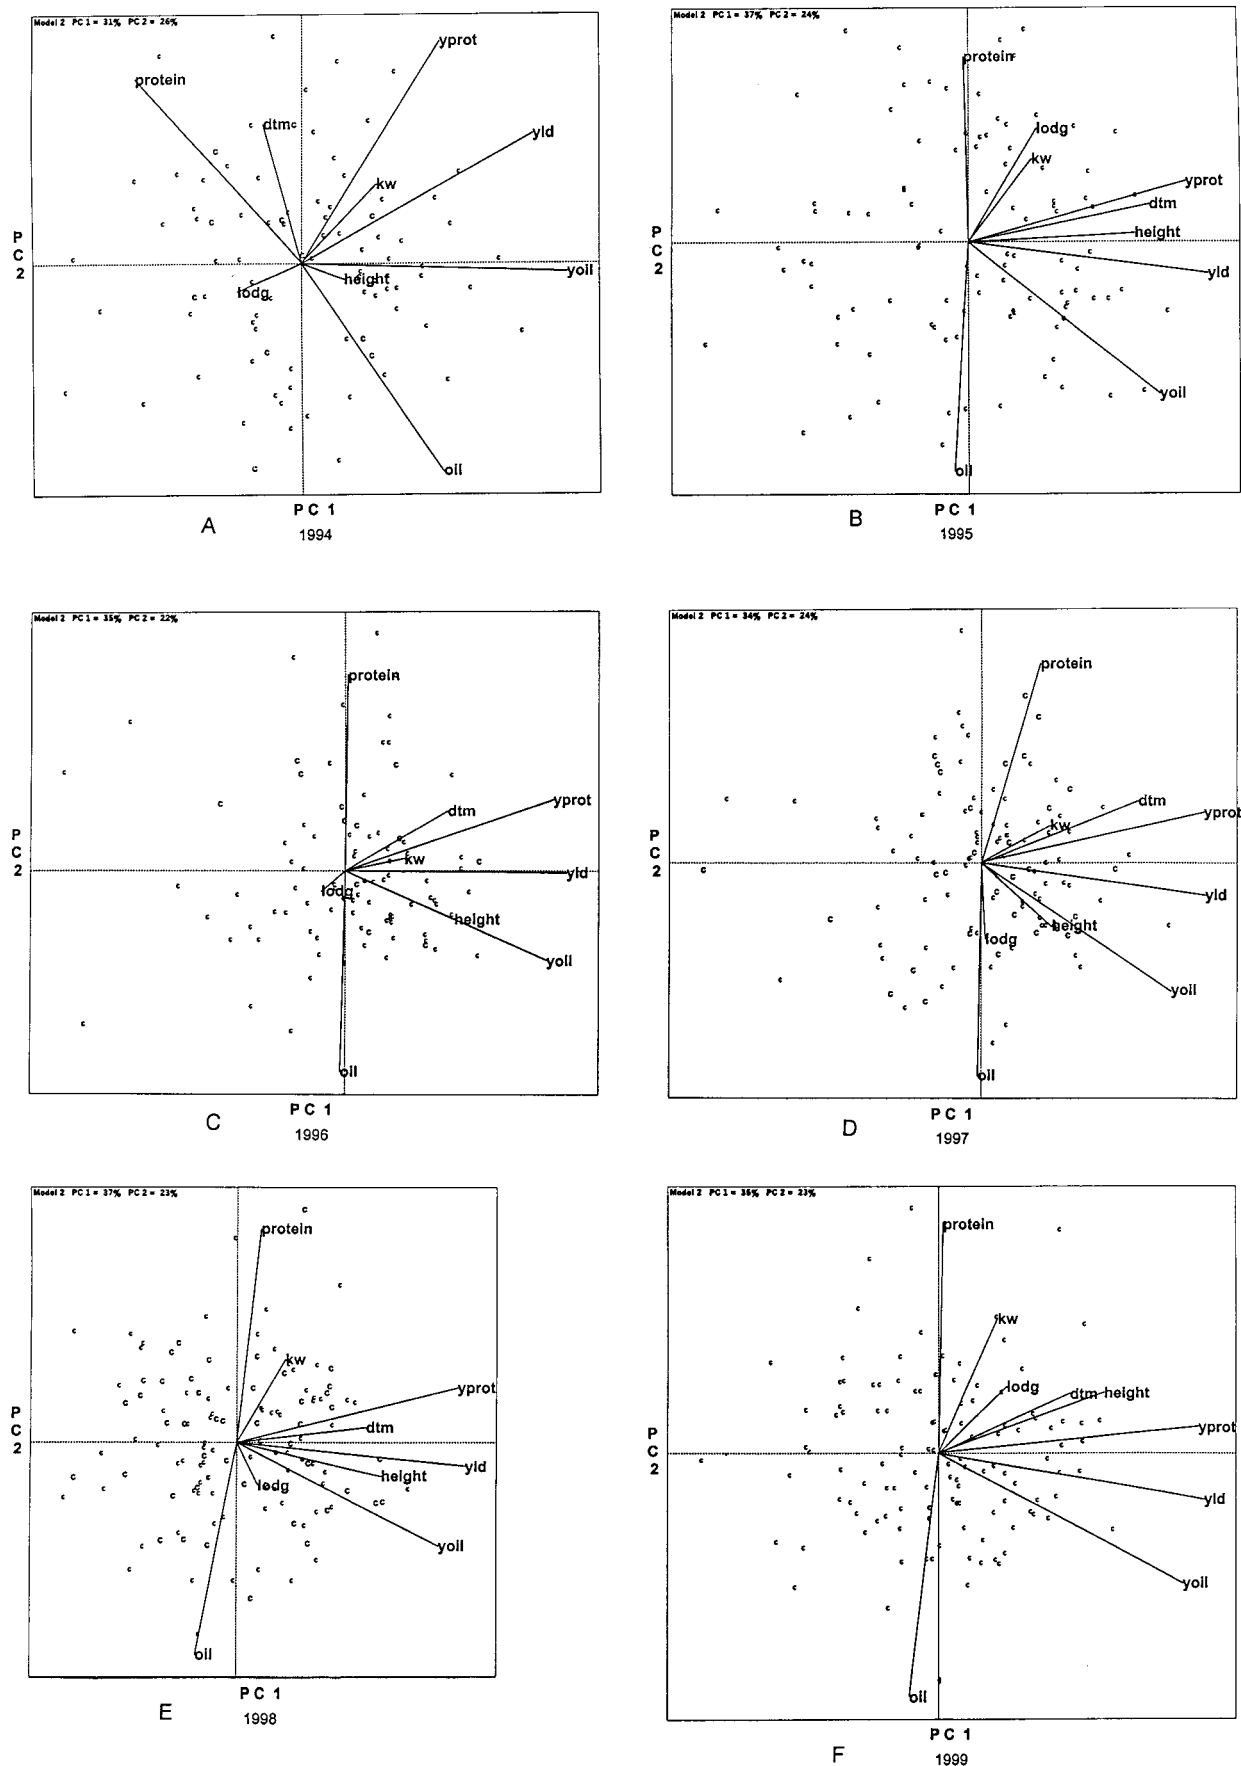 Model 2 PC 1 = 31% PC 2 = 26%
yprot
protein
dtm
yld
kw
yoil
height
lodg
oil
P
C
2
PC 1
A
1994
Model 2 PC 1 = 37% PC 2 = 24%
protein
lodg
kw
yprot
dtm
height
yld
yoil
oil
P
C
2
PC 1
B
1995
Model 2 PC 1 = 35% PC 2 = 22%
protein
dtm
yprot
kw
yld
lodg
height
yoil
oil
P
C
2
PC 1
C
1996
Model 2 PC 1 = 34% PC 2 = 24%
protein
dtm
yprot
kw
yld
height
lodg
yoil
oil
P
C
2
PC 1
D
1997
Model 2 PC 1 = 37% PC 2 = 23%
protein
kw
yprot
dtm
yld
height
lodg
yoil
oil
P
C
2
PC 1
E
1998
Model 2 PC 1 = 35% PC 2 = 23%
protein
kw
lodg
dtm
height
yprot
yld
yoil
oil
P
C
2
PC 1
F
1999